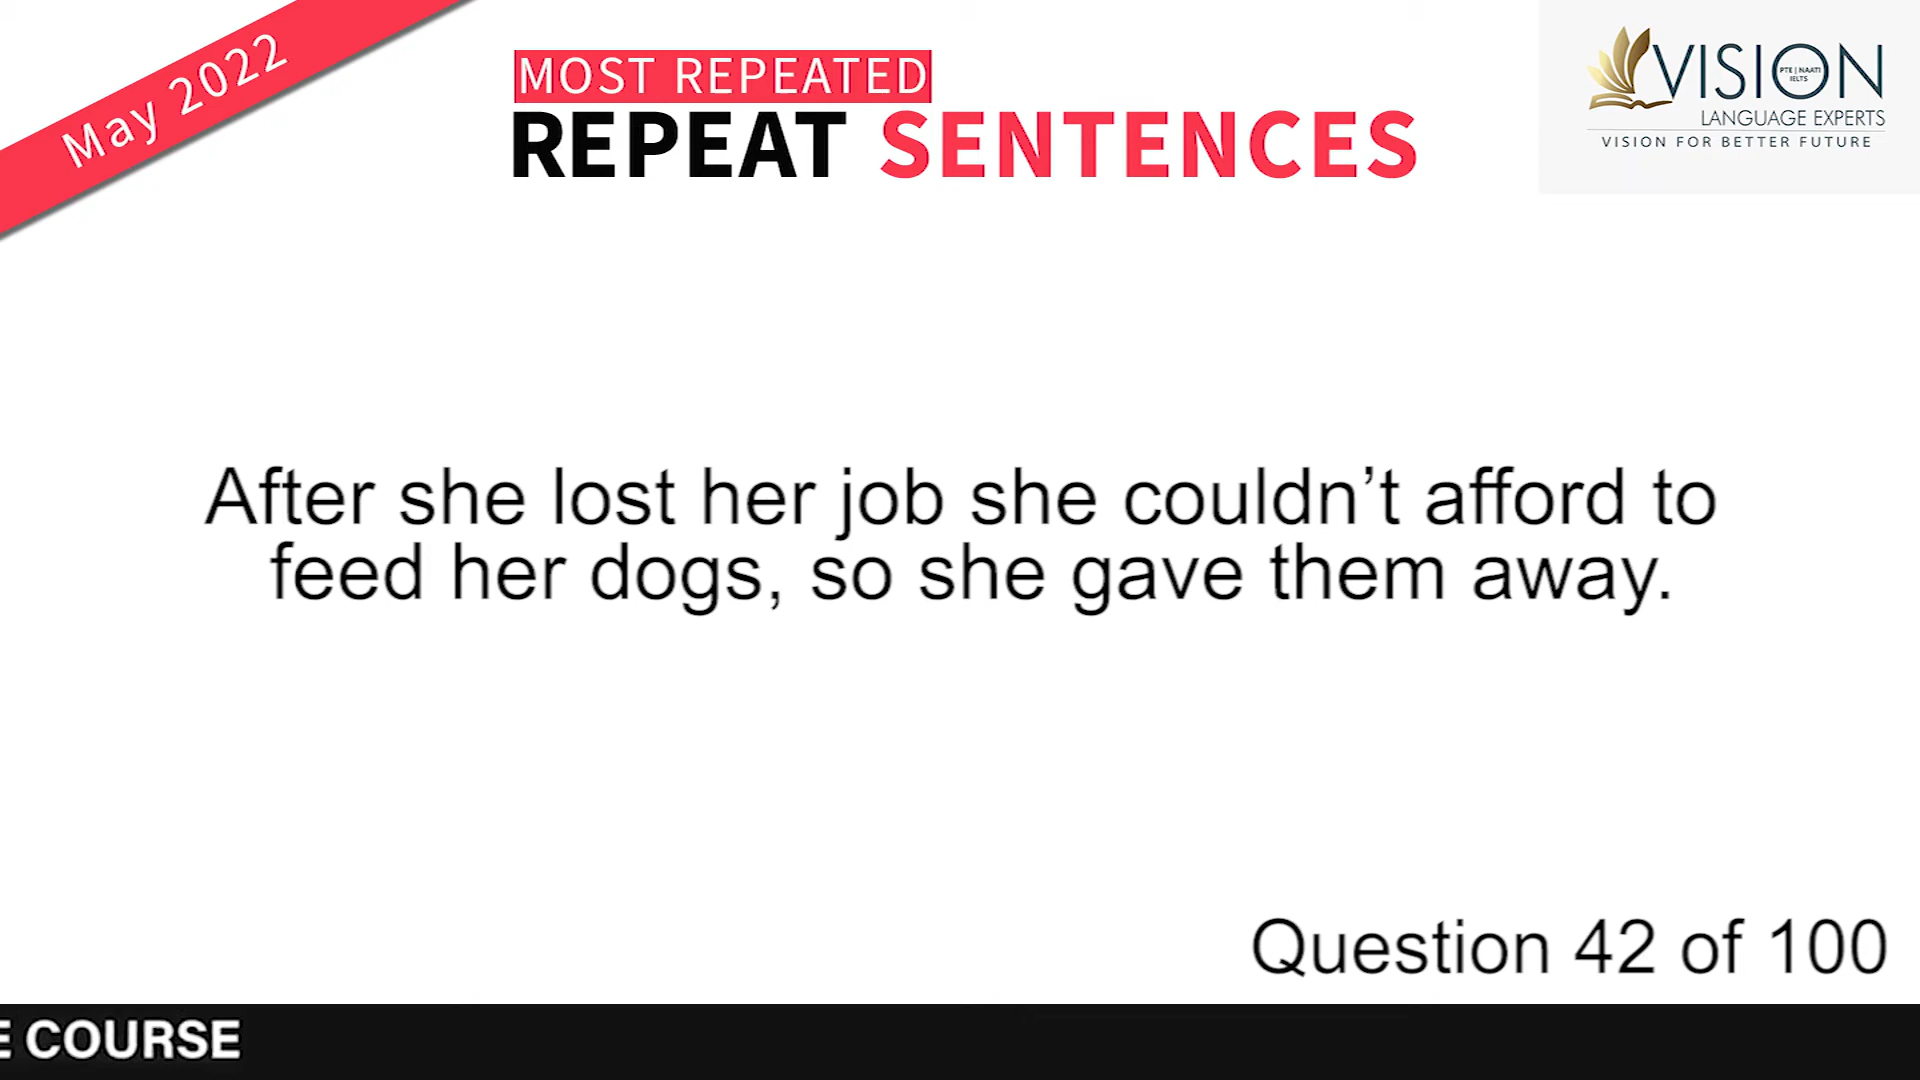 May 2022
MOST REPEATED
REPEAT SENTENCES
VISION
PTE | NAATI
IELTS
LANGUAGE EXPERTS
VISION FOR BETTER FUTURE
After she lost her job she couldn’t afford to
feed her dogs, so she gave them away.
Question 42 of 100
E COURSE